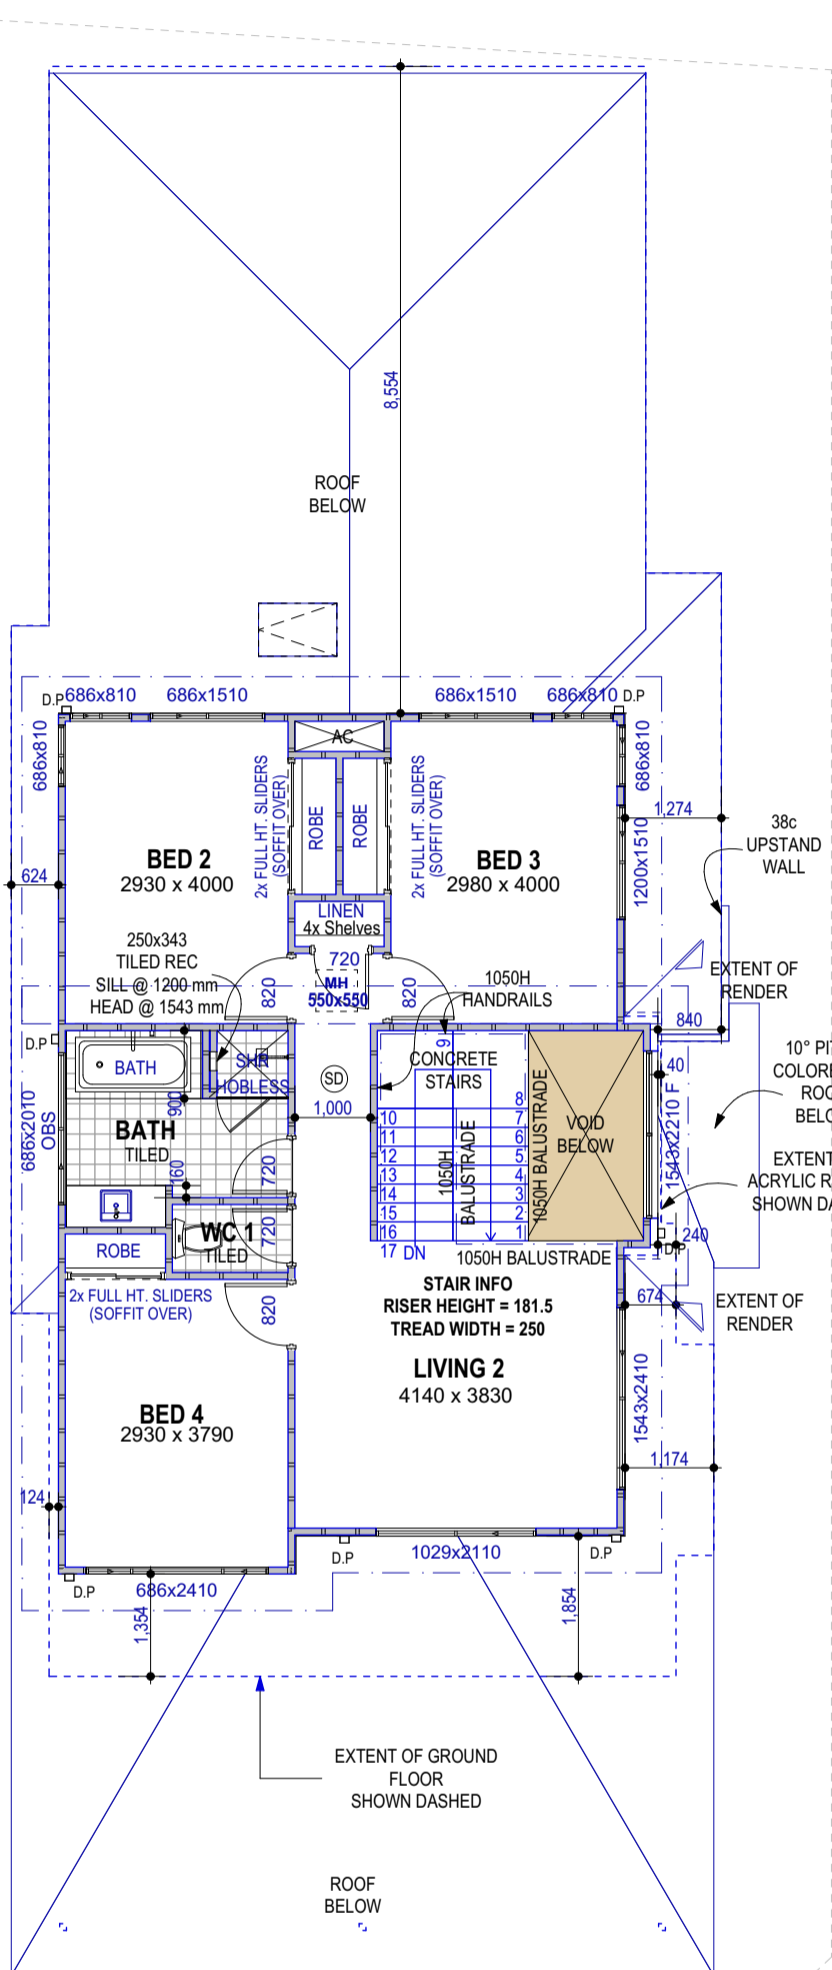 8,554
ROOF
BELOW
D.P
686x810
686x1510
686x1510
686x810
D.P
686x810
AC
686x810
2x FULL HT. SLIDERS
(SOFFIT OVER)
ROBE
ROBE
2x FULL HT. SLIDERS
(SOFFIT OVER)
1,274
1200x1510
38c
UPSTAND
WALL
BED 2
2930 x 4000
BED 3
2980 x 4000
624
LINEN
4x Shelves
250x343
TILED REC
SILL @ 1200 mm
HEAD @ 1543 mm
720
MH
550x550
820
820
1050H
HANDRAILS
EXTENT OF
RENDER
840
D.P
BATH
SHR
HOBLESS
SD
9
CONCRETE
STAIRS
40
10° PI
COLORE
ROO
BELO
900
1,000
686x2010
OBS
BATH
TILED
8
7
6
5
4
3
2
1
10
11
12
13
14
15
16
17 DN
1050H
BALUSTRADE
1050H BALUSTRADE
VOID
BELOW
1543x2210 F
EXTENT
ACRYLIC R
SHOWN DA
160
720
720
WC 1
TILED
240
D.P
ROBE
1050H BALUSTRADE
2x FULL HT. SLIDERS
(SOFFIT OVER)
820
STAIR INFO
RISER HEIGHT = 181.5
TREAD WIDTH = 250
674
EXTENT OF
RENDER
LIVING 2
4140 x 3830
BED 4
2930 x 3790
1543x2410
1,174
124
D.P
1029x2110
D.P
D.P
686x2410
1,354
1,854
EXTENT OF GROUND
FLOOR
SHOWN DASHED
ROOF
BELOW